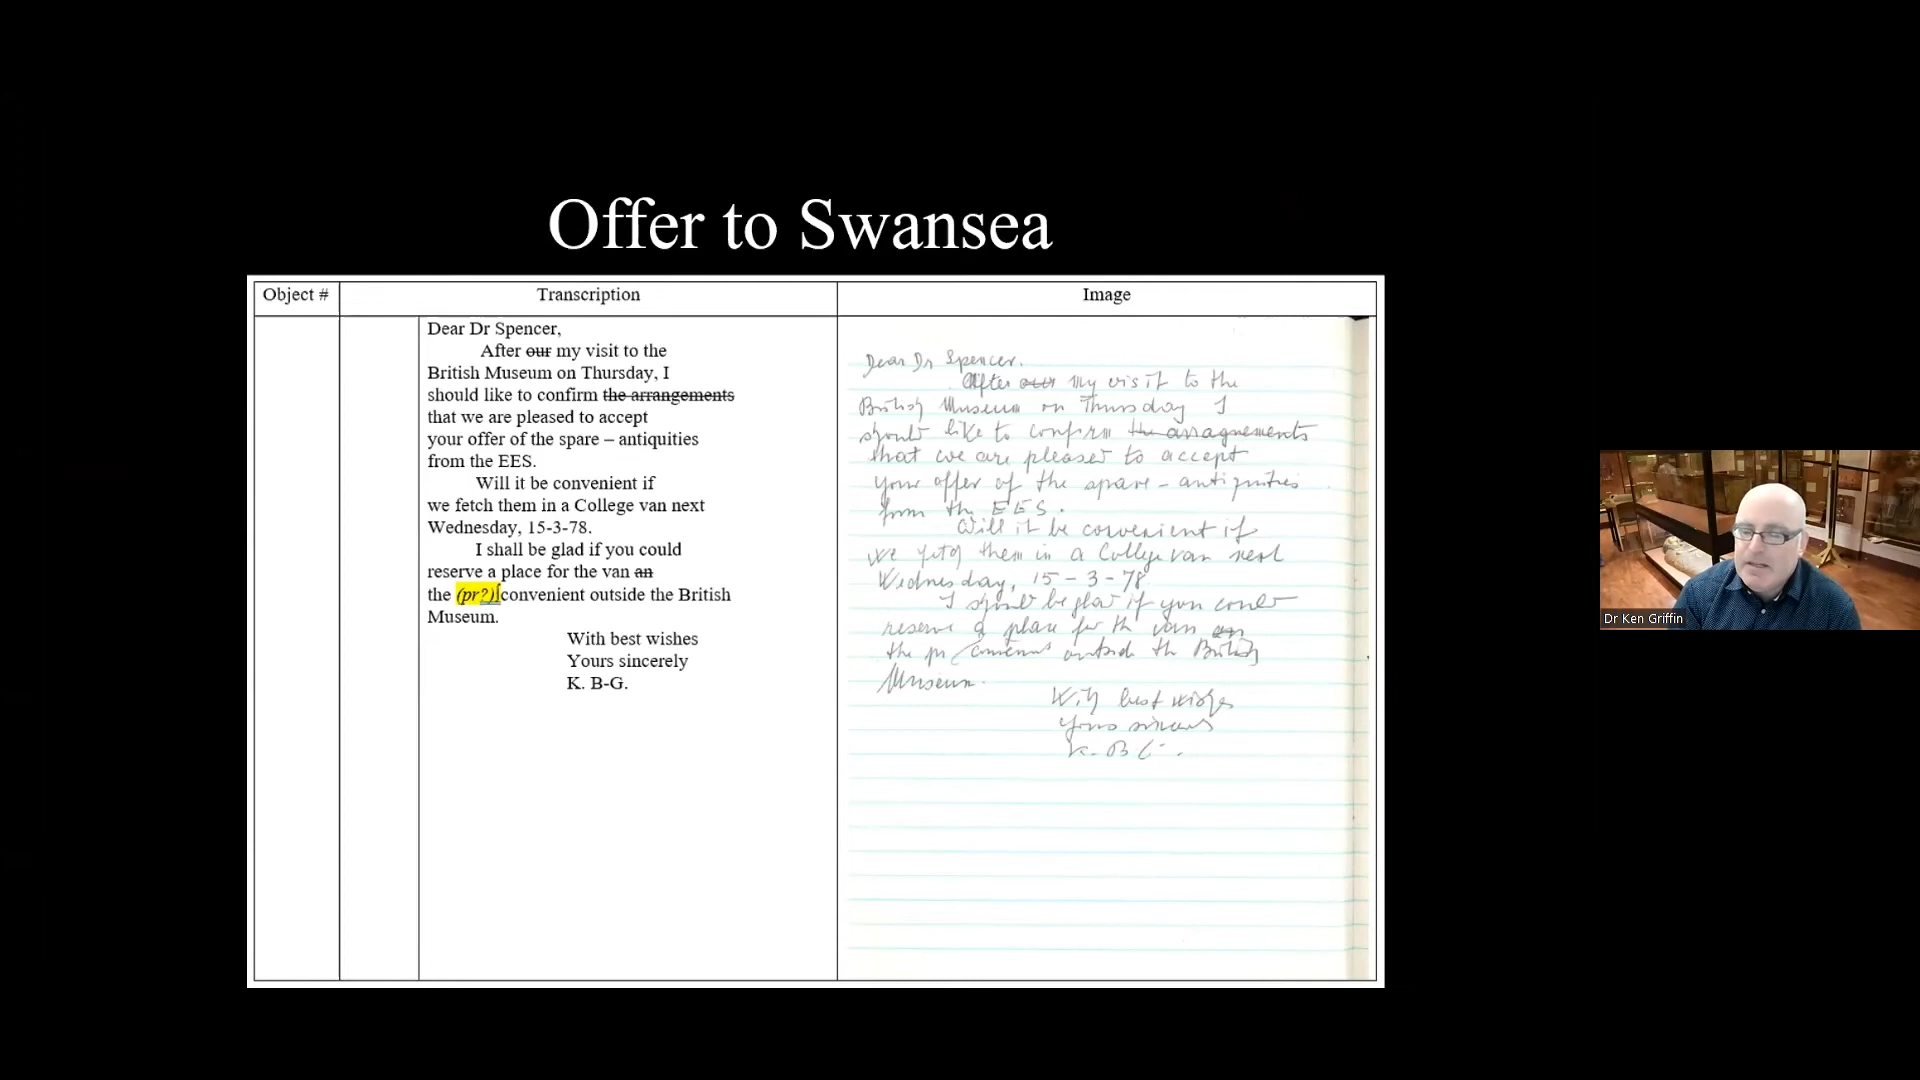 Offer to Swansea
Object #
Transcription
Image
Dear Dr Spencer,
After our my visit to the
British Museum on Thursday, I
should like to confirm the arrangements
that we are pleased to accept
your offer of the spare – antiquities
from the EES.
Will it be convenient if
we fetch them in a College van next
Wednesday, 15-3-78.
I shall be glad if you could
reserve a place for the van an
the (pr?)[convenient outside the British
Museum.
With best wishes
Yours sincerely
K. B-G.
Dear Dr Spencer.
After our my visit to the
British Museum on Thursday I
should like to confirm the arragnements
that we are pleased to accept
your offer of the spare – antiquities
from the EES.
Will it be convenient if
we fetch them in a College van next
Wednesday, 15-3-78
I should be glad if you could
reserve a place for the van an
the pr / convenient outside the British
Museum.
With best wishes
Yours sincerely
K. B G.
Dr Ken Griffin